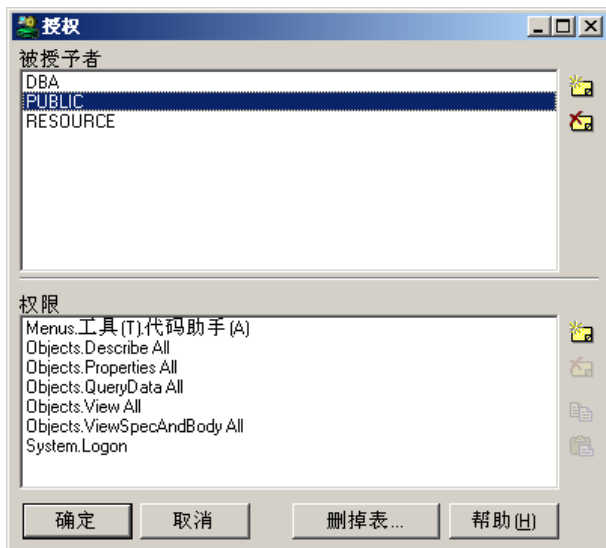 授权
被授予者
DBA
PUBLIC
RESOURCE
权限
Menus.工具(T).代码助手(A)
Objects.Describe All
Objects.Properties All
Objects.QueryData All
Objects.View All
Objects.ViewSpecAndBody All
System.Logon
确定 取消 删掉表... 帮助(H)